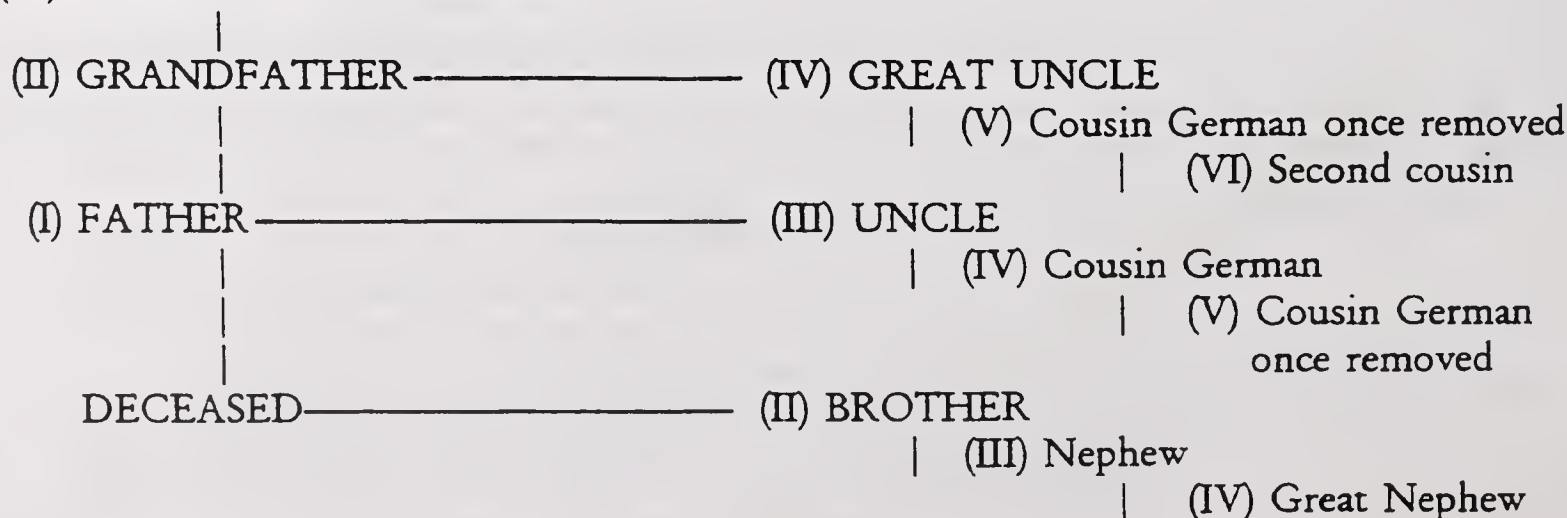 (II) GRANDFATHER (IV) GREAT UNCLE
(V) Cousin German once removed
(VI) Second cousin
(I) FATHER (III) UNCLE
(IV) Cousin German
(V) Cousin German
once removed
DECEASED (II) BROTHER
(III) Nephew
(IV) Great Nephew